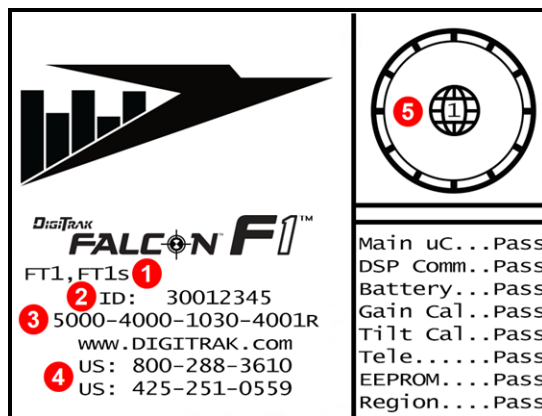 DIGITRAK
FALCON F1™
FT1,FT1s 1
2 ID: 30012345
3 5000-4000-1030-4001R
www.DIGITRAK.com
4 US: 800-288-3610
US: 425-251-0559
5 1
Main uC...Pass
DSP Comm..Pass
Battery...Pass
Gain Cal..Pass
Tilt Cal..Pass
Tele......Pass
EEPROM....Pass
Region....Pass